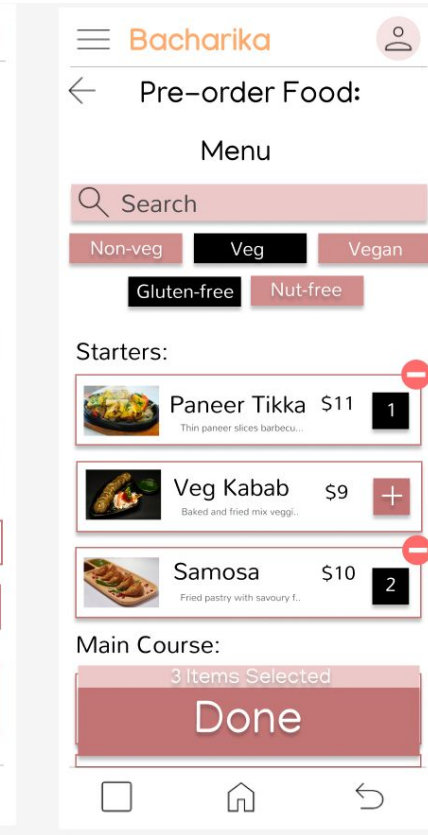 Bacharika
Pre-order Food:
Menu
Search
Non-veg Veg Vegan
Gluten-free Nut-free
Starters:
Paneer Tikka $11 1
Thin paneer slices barbecu...
Veg Kabab $9 +
Baked and fried mix veggi..
Samosa $10 2
Fried pastry with savoury f..
Main Course:
3 Items Selected
Done